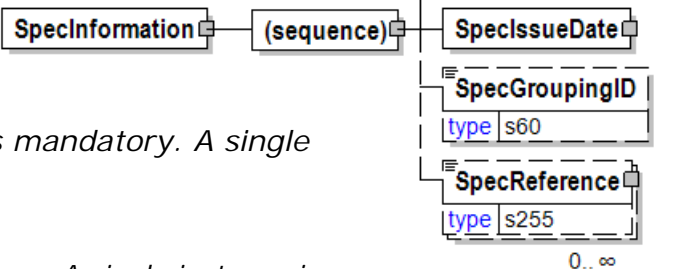 SpecInformation (sequence) SpecIssueDate
SpecGroupingID
type s60
mandatory. A single
SpecReference
type s255
0.. ∞